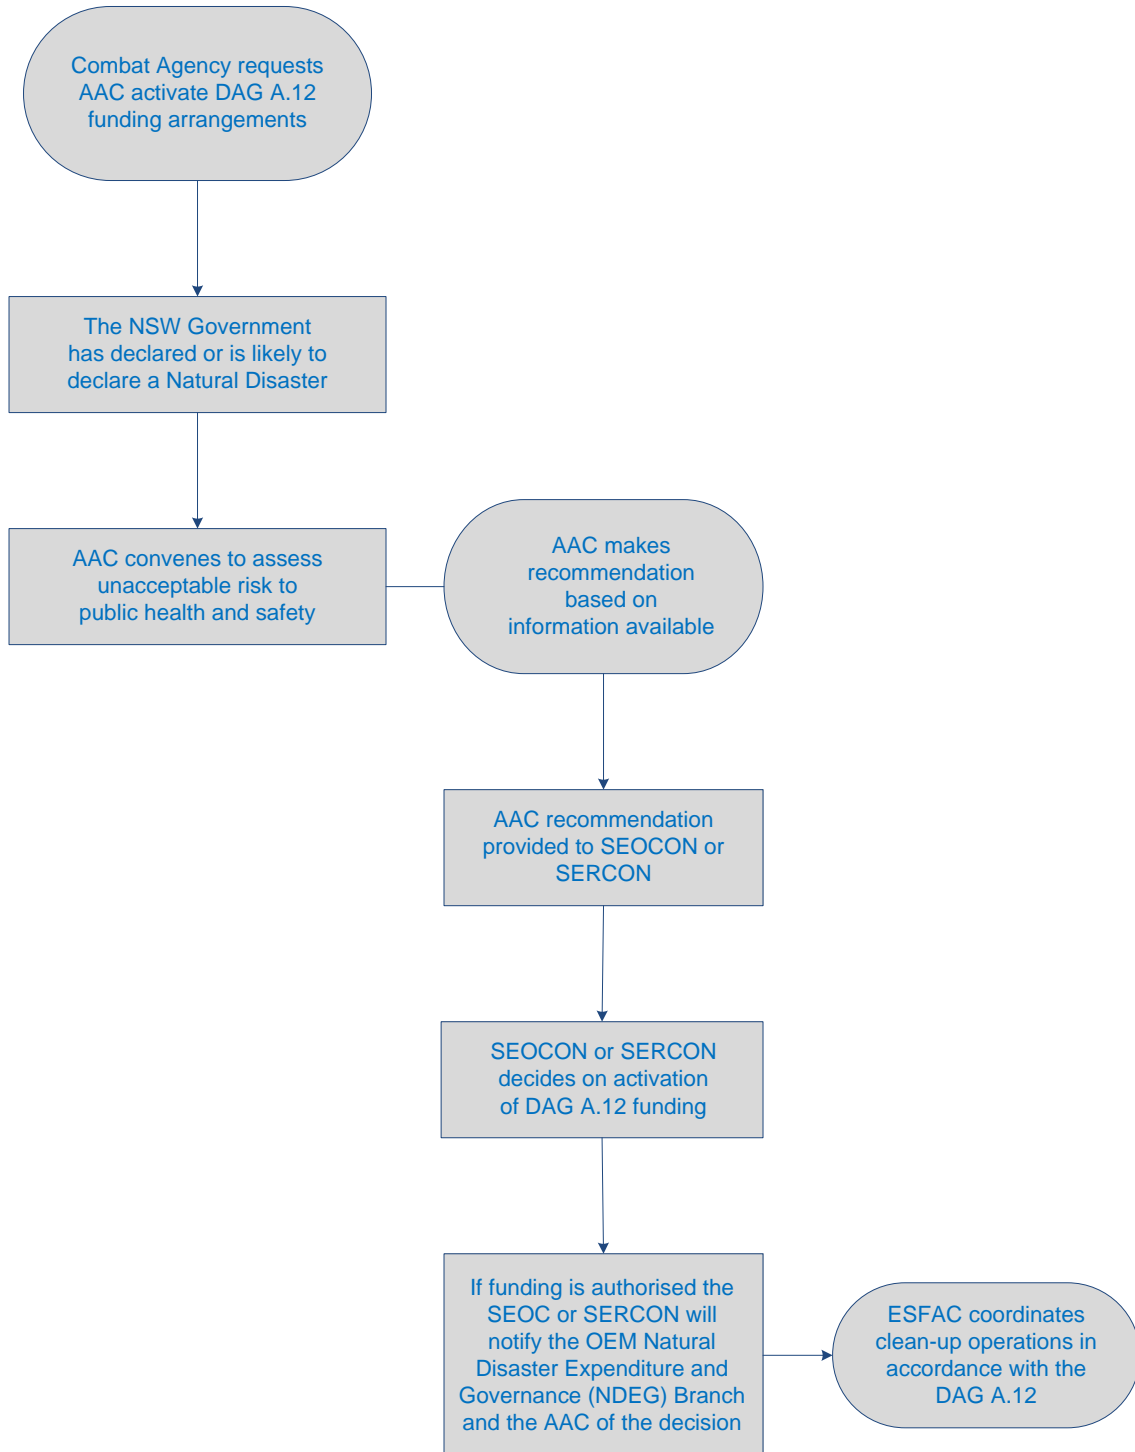 Combat Agency requests
AAC activate DAG A.12
funding arrangements
The NSW Government
has declared or is likely to
declare a Natural Disaster
AAC convenes to assess
unacceptable risk to
public health and safety
AAC makes
recommendation
based on
information available
AAC recommendation
provided to SEOCON or
SERCON
SEOCON or SERCON
decides on activation
of DAG A.12 funding
If funding is authorised the
SEOC or SERCON will
notify the OEM Natural
Disaster Expenditure and
Governance (NDEG) Branch
and the AAC of the decision
ESFAC coordinates
clean-up operations in
accordance with the
DAG A.12